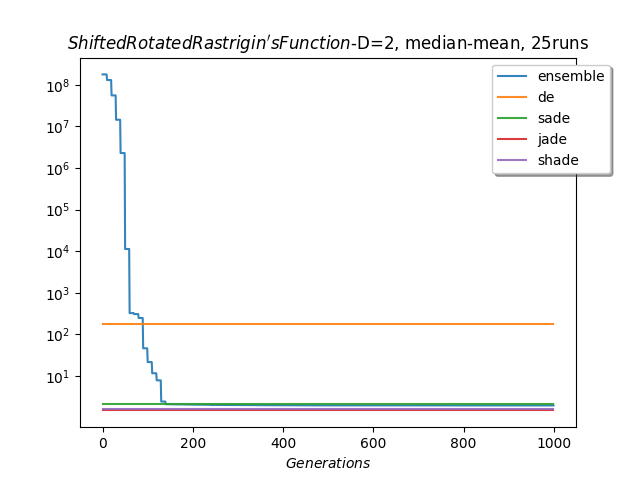 ShiftedRotatedRastrigin'sFunction-D=2, median-mean, 25runs
ensemble
de
sade
jade
shade
10^8
10^7
10^6
10^5
10^4
10^3
10^2
10^1
0 200 400 600 800 1000
Generations